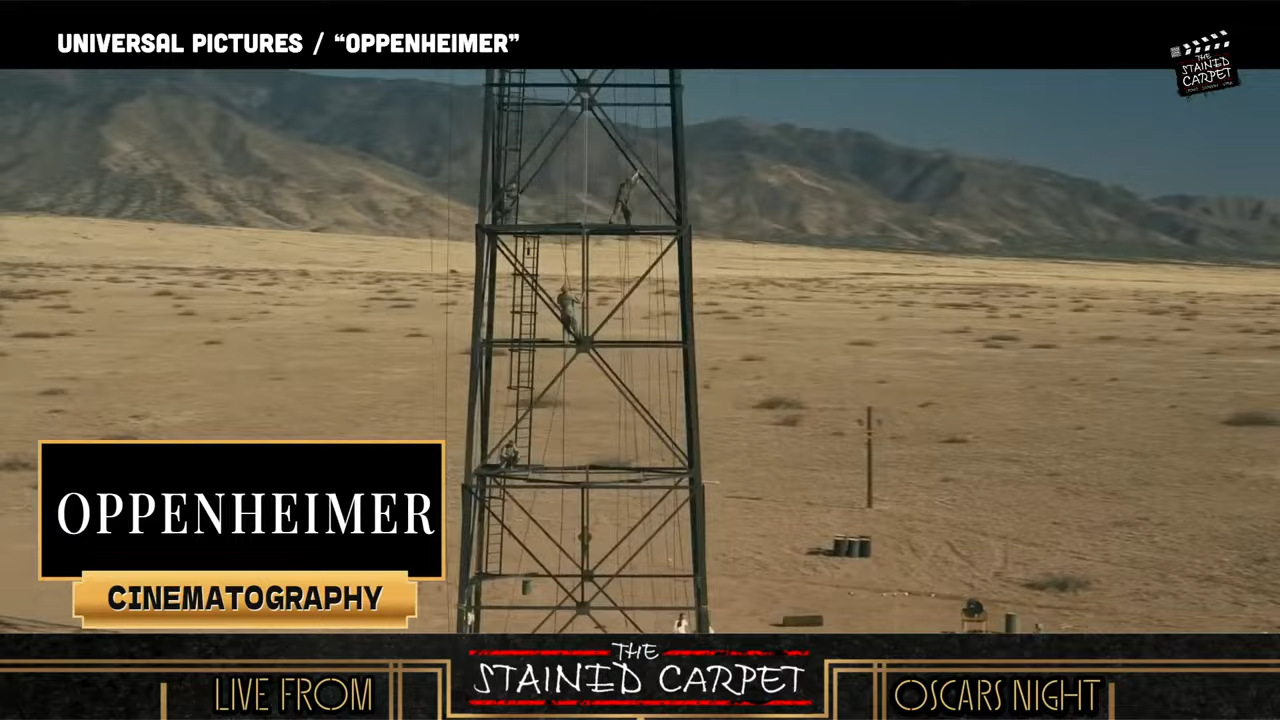 UNIVERSAL PICTURES / “OPPENHEIMER”
THE
STAINED
CARPET
OPPENHEIMER
CINEMATOGRAPHY
THE
STAINED CARPET
LIVE FROM
OSCARS NIGHT